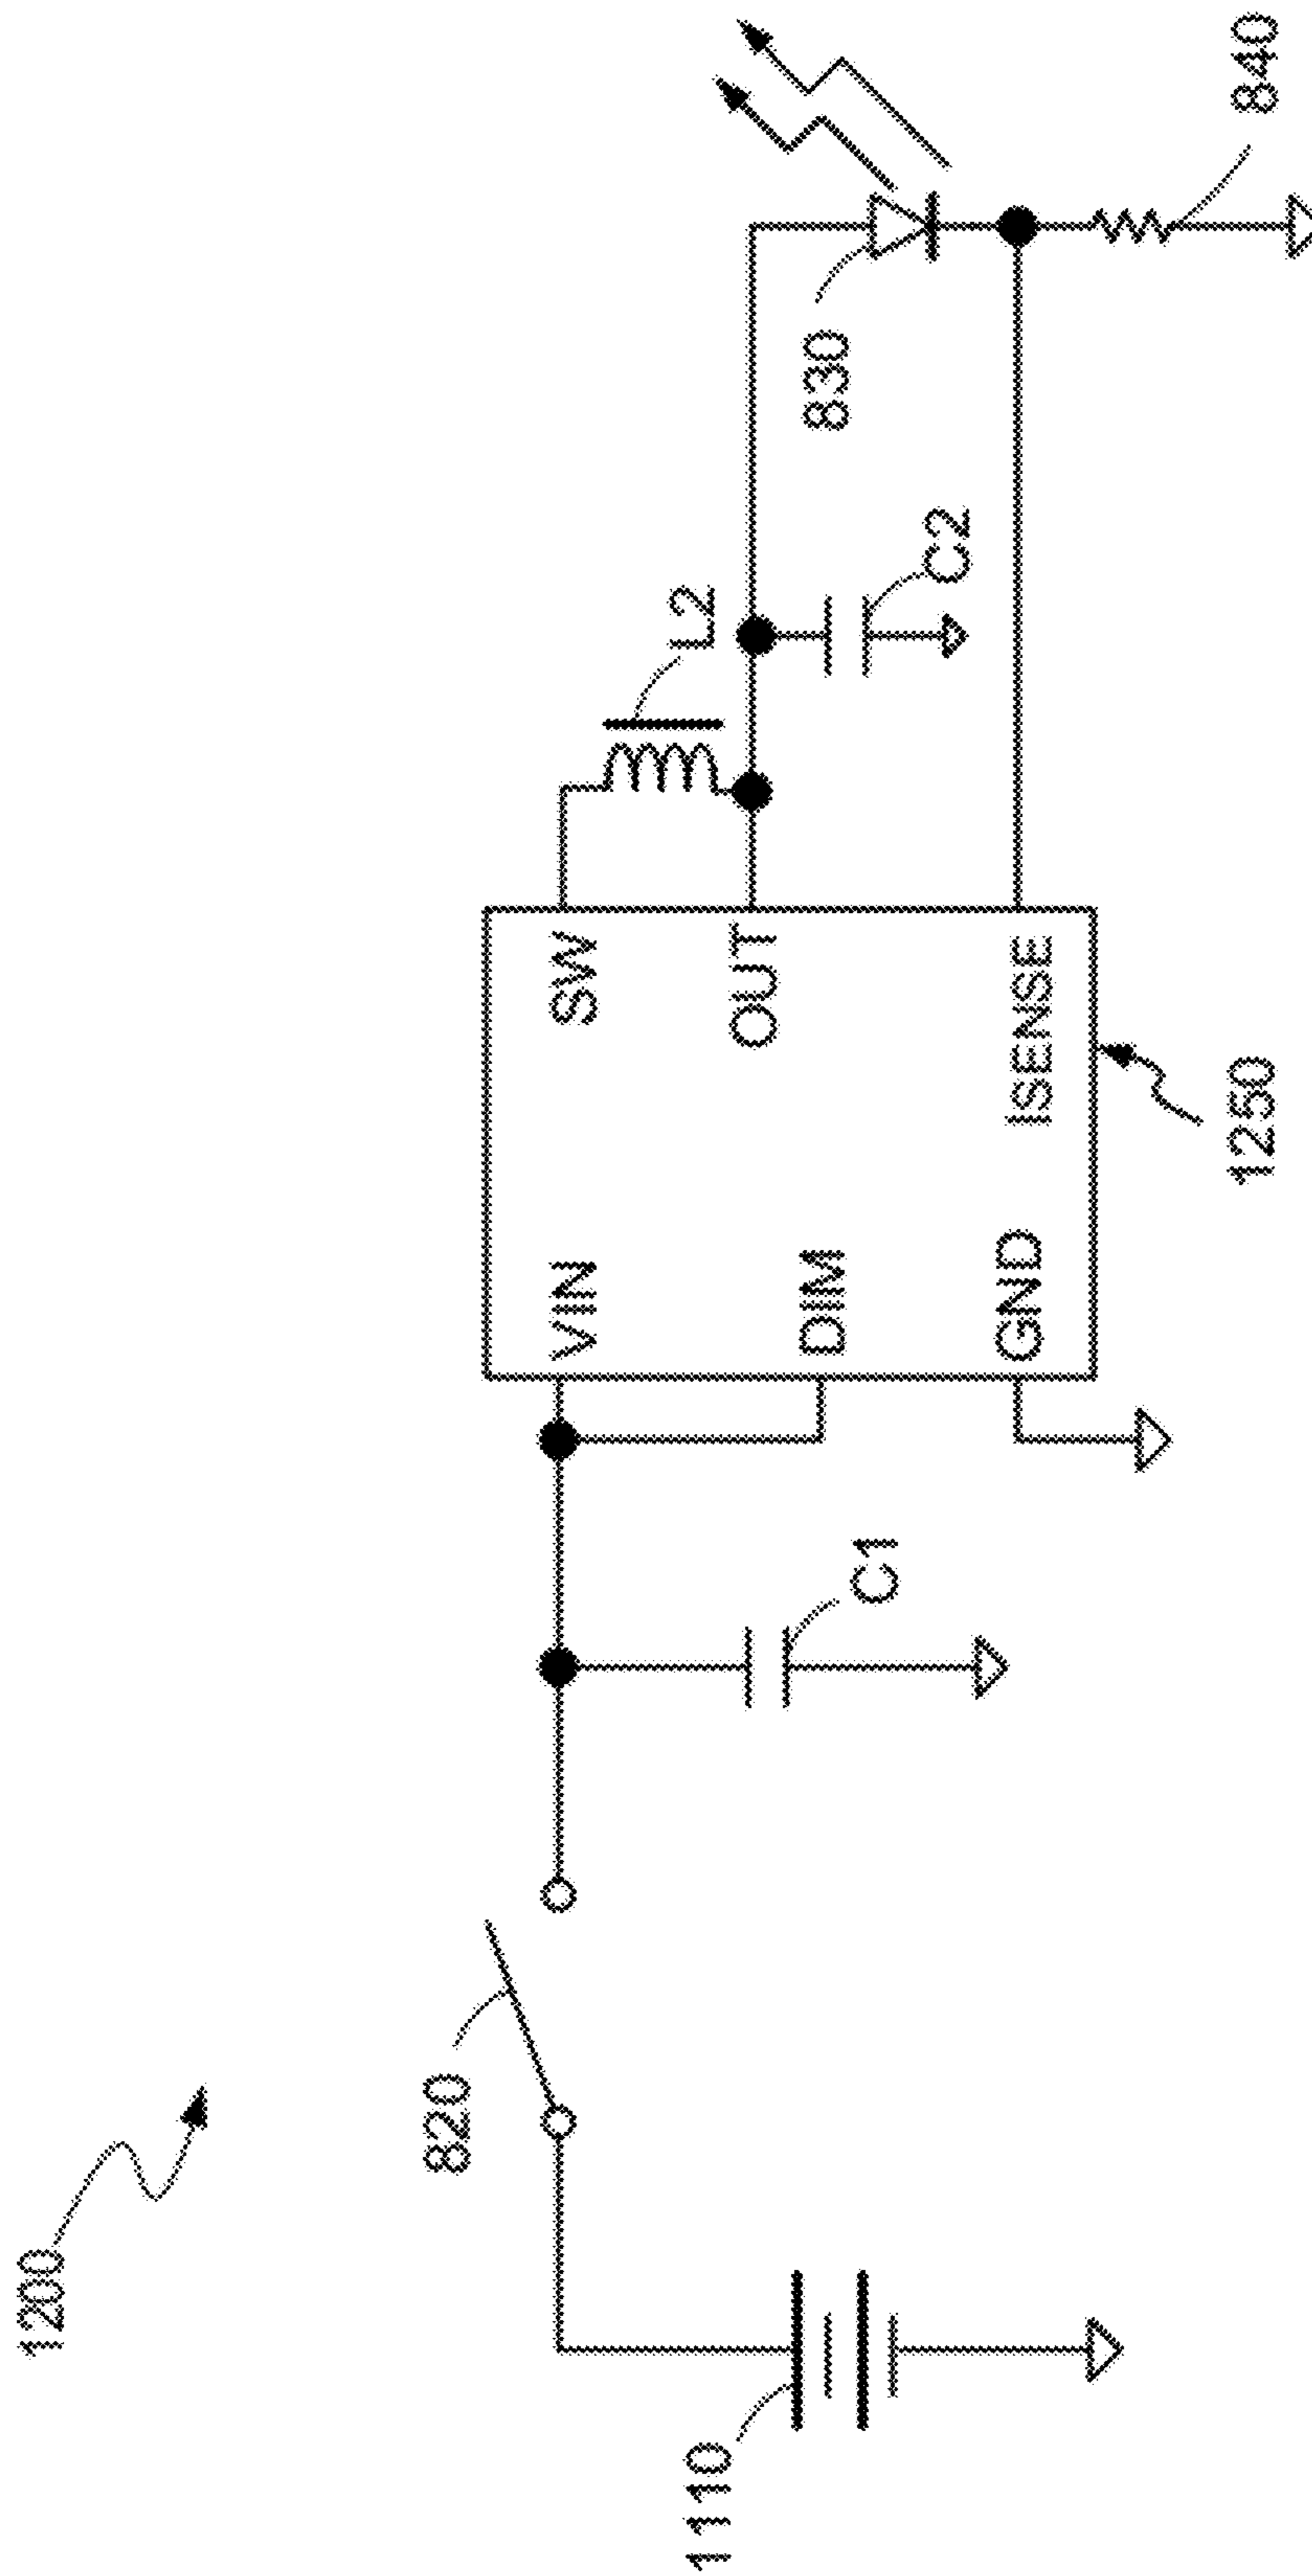 1200
1110
820
C1
VIN
DIM
GND
SW
OUT
ISENSE
1250
L2
C2
830
840